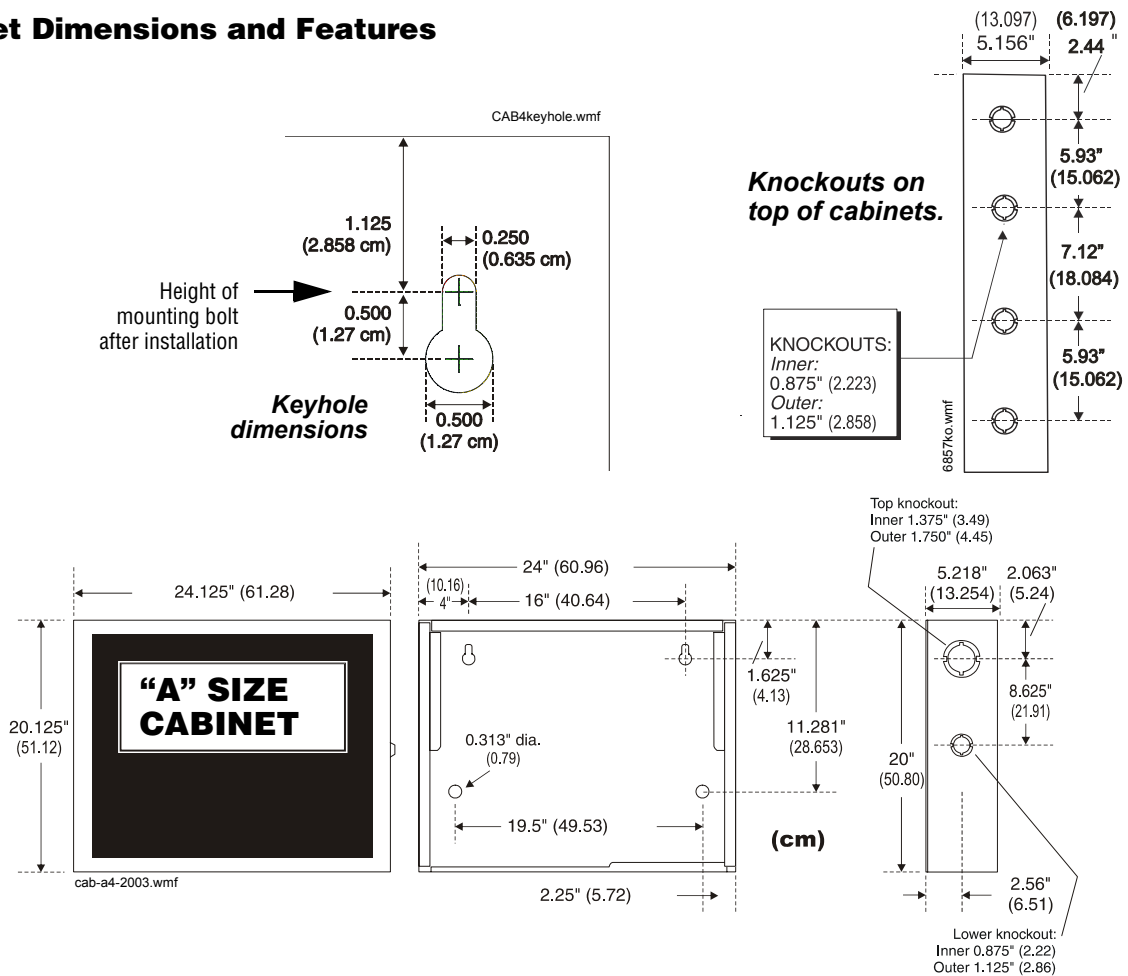 et Dimensions and Features
CAB4keyhole.wmf
1.125
(2.858 cm)
0.250
(0.635 cm)
Height of
mounting bolt
after installation
0.500
(1.27 cm)
Keyhole
dimensions
0.500
(1.27 cm)
(13.097)
5.156"
(6.197)
2.44 "
Knockouts on
top of cabinets.
5.93"
(15.062)
7.12"
(18.084)
5.93"
(15.062)
KNOCKOUTS:
Inner:
0.875" (2.223)
Outer:
1.125" (2.858)
6857ko.wmf
24.125" (61.28)
20.125"
(51.12)
“A” SIZE
CABINET
cab-a4-2003.wmf
24" (60.96)
(10.16)
4"
16" (40.64)
1.625"
(4.13)
11.281"
(28.653)
0.313" dia.
(0.79)
19.5" (49.53)
2.25" (5.72)
(cm)
Top knockout:
Inner 1.375" (3.49)
Outer 1.750" (4.45)
5.218"
(13.254)
2.063"
(5.24)
8.625"
(21.91)
20"
(50.80)
2.56"
(6.51)
Lower knockout:
Inner 0.875" (2.22)
Outer 1.125" (2.86)